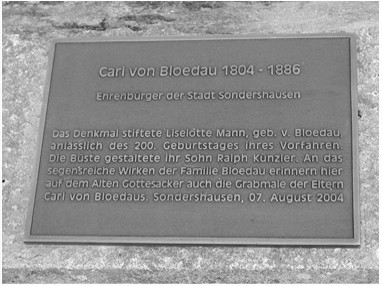 Carl von Bloedau 1804 - 1886
Ehrenbürger der Stadt Sondershausen
Das Denkmal stiftete Liselotte Mann, geb. v. Bloedau,
anlässlich des 200. Geburtstages ihres Vorfahren.
Die Büste gestaltete ihr Sohn Ralph Künzler. An das
segensreiche Wirken der Familie Bloedau erinnern hier
auf dem Alten Gottesacker auch die Grabmale der Eltern
Carl von Bloedaus. Sondershausen, 07. August 2004